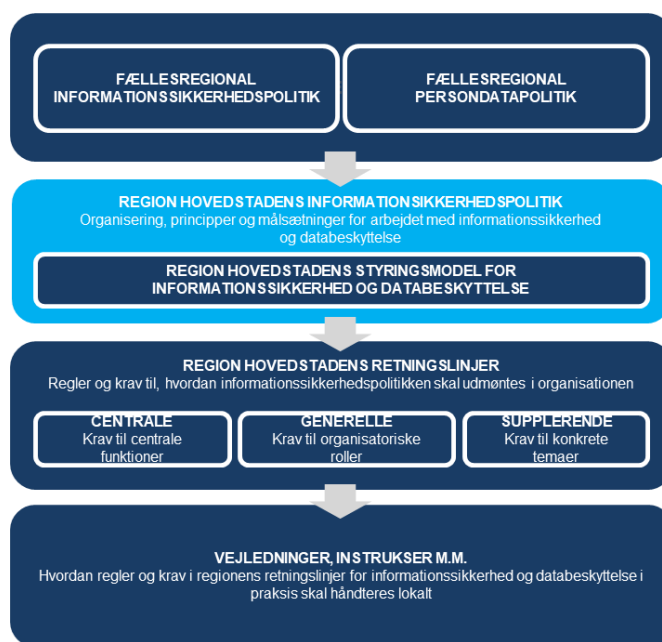 FÆLLESREGIONAL
INFORMATIONSSIKKERHEDSPOLITIK
FÆLLESREGIONAL
PERSONDATAPOLITIK
REGION HOVEDSTADENS INFORMATIONSIKKERHEDSPOLITIK
Organisering, principper og målsætninger for arbejdet med informationssikkerhed
og databeskyttelse
REGION HOVEDSTADENS STYRINGSMODEL FOR
INFORMATIONSSIKKERHED OG DATABESKYTTELSE
REGION HOVEDSTADENS RETNINGSLINJER
Regler og krav til, hvordan informationssikkerhedspolitikken skal udmøntes i organisationen
CENTRALE
Krav til centrale
funktioner
GENERELLE
Krav til organisatoriske
roller
SUPPLERENDE
Krav til konkrete
temaer
VEJLEDNINGER, INSTRUKSER M.M.
Hvordan regler og krav i regionens retningslinjer for informationssikkerhed og databeskyttelse i
praksis skal håndteres lokalt